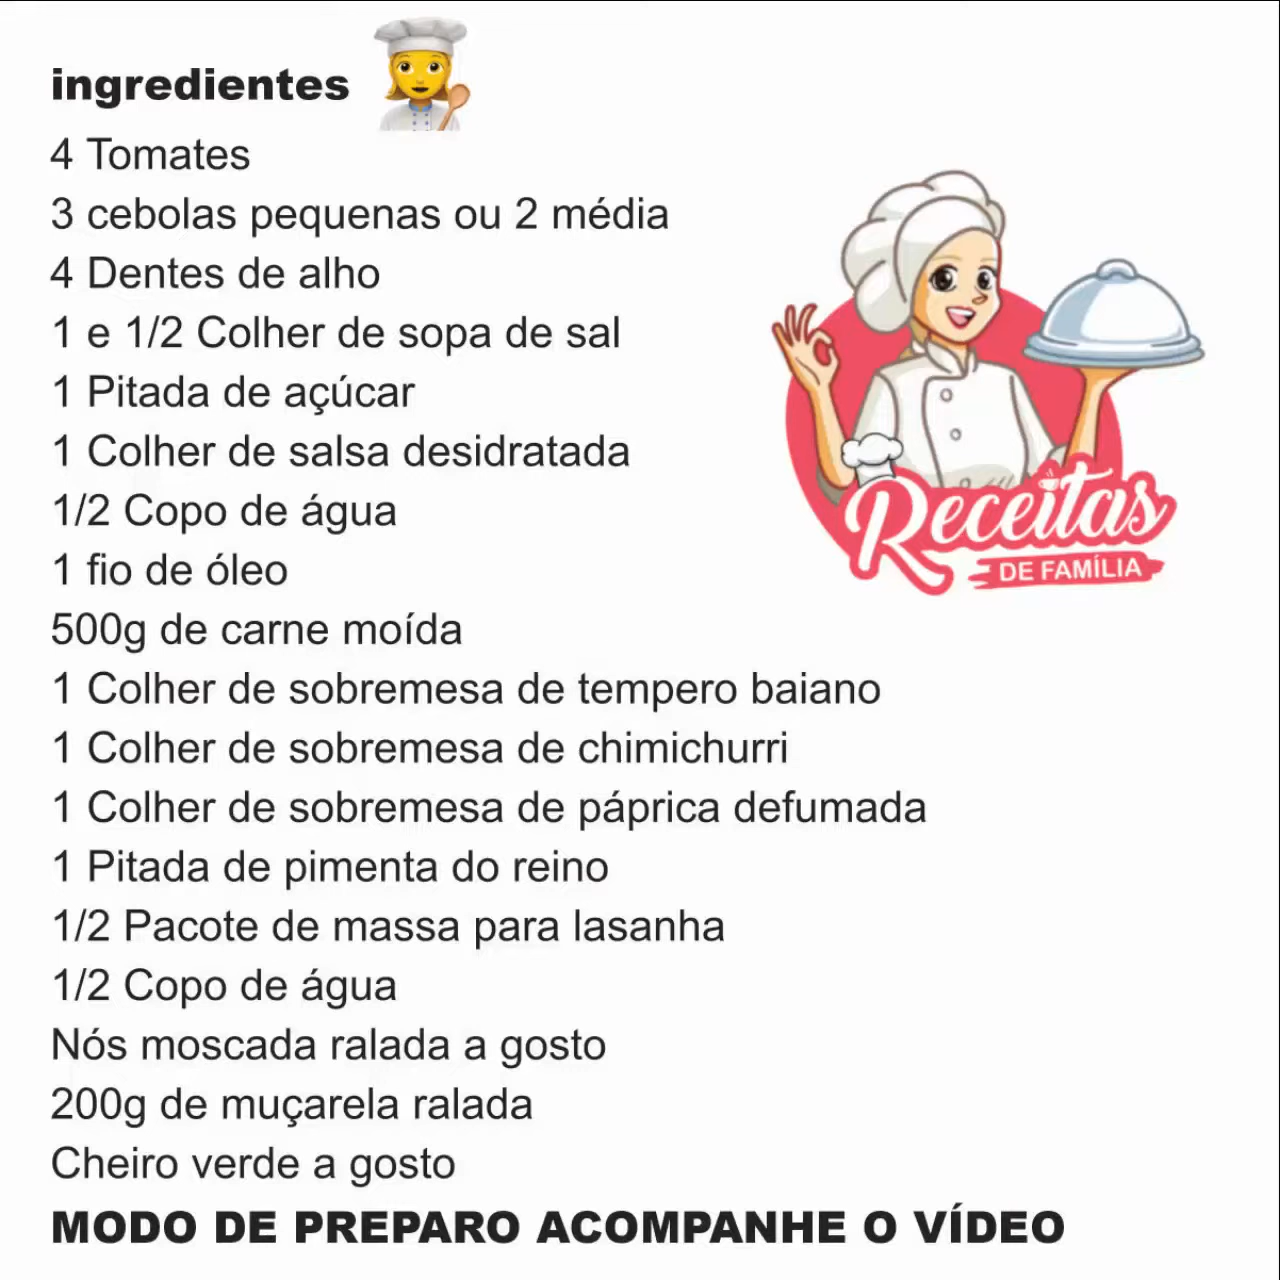 ingredientes
4 Tomates
3 cebolas pequenas ou 2 média
4 Dentes de alho
1 e 1/2 Colher de sopa de sal
1 Pitada de açúcar
1 Colher de salsa desidratada
1/2 Copo de água
1 fio de óleo
500g de carne moída
1 Colher de sobremesa de tempero baiano
1 Colher de sobremesa de chimichurri
1 Colher de sobremesa de páprica defumada
1 Pitada de pimenta do reino
1/2 Pacote de massa para lasanha
1/2 Copo de água
Nós moscada ralada a gosto
200g de muçarela ralada
Cheiro verde a gosto
MODO DE PREPARO ACOMPANHE O VÍDEO
Receitas
DE FAMÍLIA